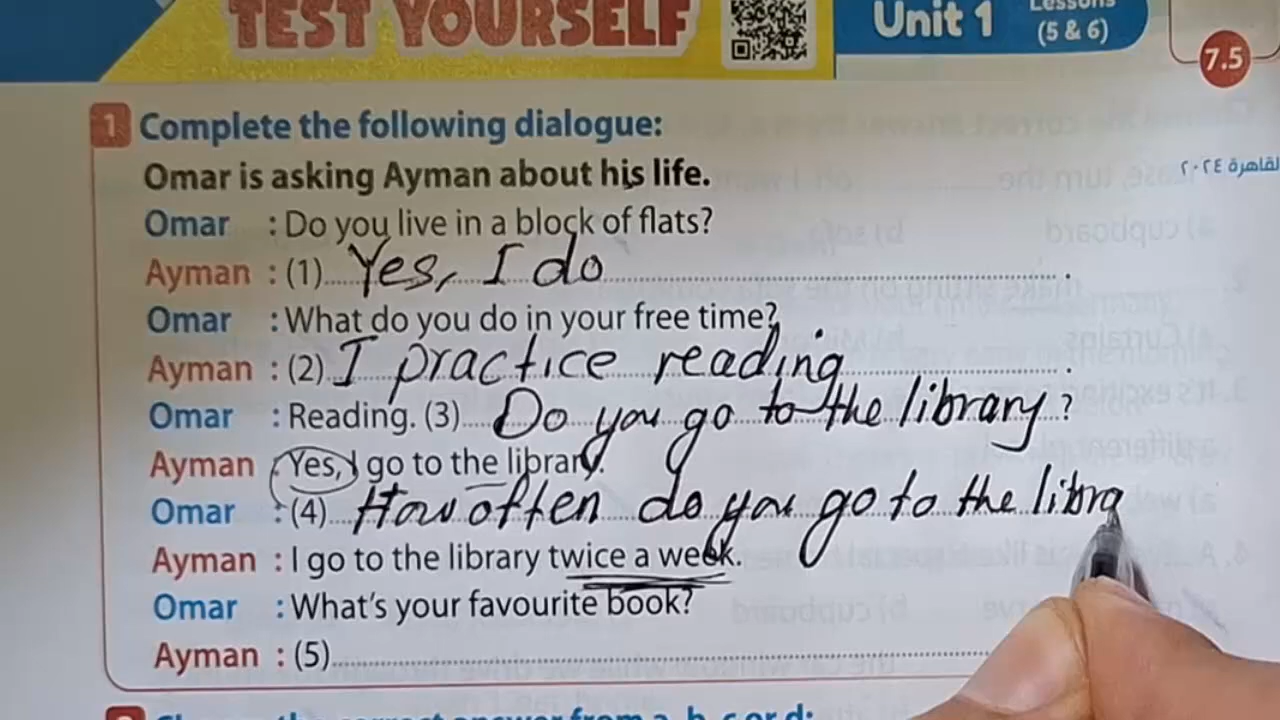 TEST YOURSELF
Unit 1
Lessons
(5 & 6)
7.5
القاهرة ٢٠٢٤
1 Complete the following dialogue:
Omar is asking Ayman about his life.
Omar : Do you live in a block of flats?
Ayman : (1) Yes, I do.
Omar : What do you do in your free time?
Ayman : (2) I practice reading.
Omar : Reading. (3) Do you go to the library?
Ayman : Yes, I go to the library.
Omar : (4) How often do you go to the libra
Ayman : I go to the library twice a week.
Omar : What's your favourite book?
Ayman : (5)